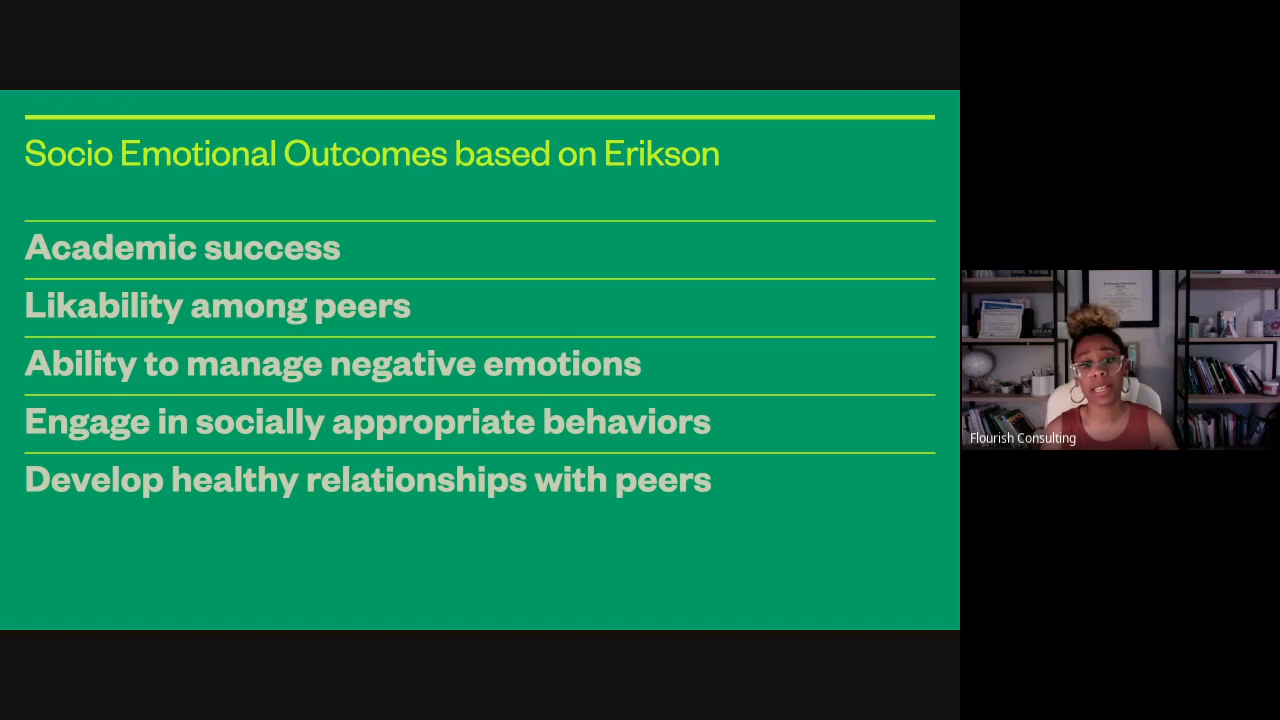 Socio Emotional Outcomes based on Erikson
Academic success
Likability among peers
Ability to manage negative emotions
Engage in socially appropriate behaviors
Develop healthy relationships with peers
Flourish Consulting